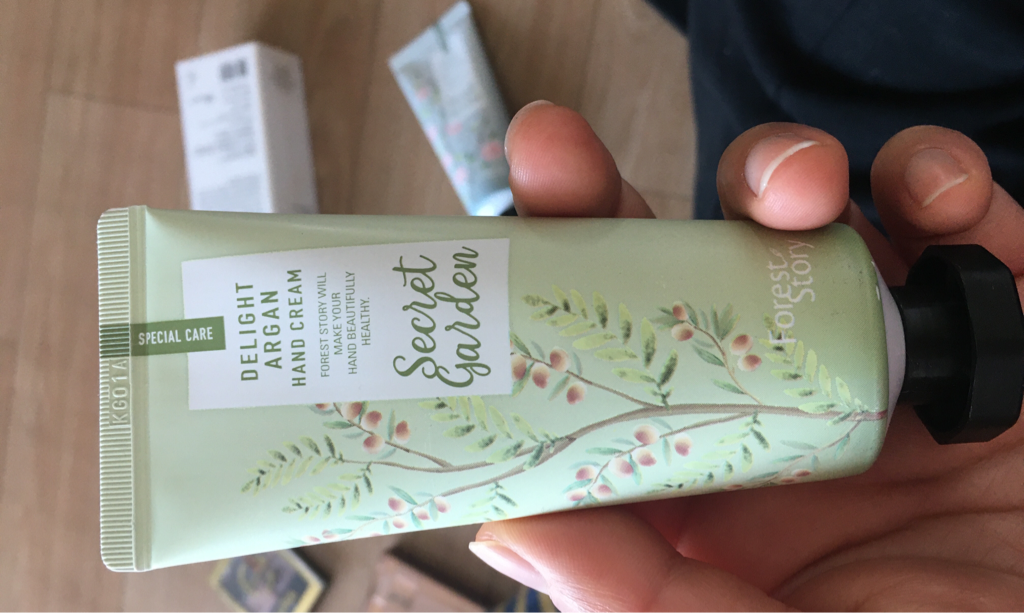 SPECIAL CARE
DELIGHT
ARGAN
HAND CREAM
FOREST STORY WILL
MAKE YOUR
HAND BEAUTIFULLY
HEALTHY.
Secret
Garden
Forest
Story